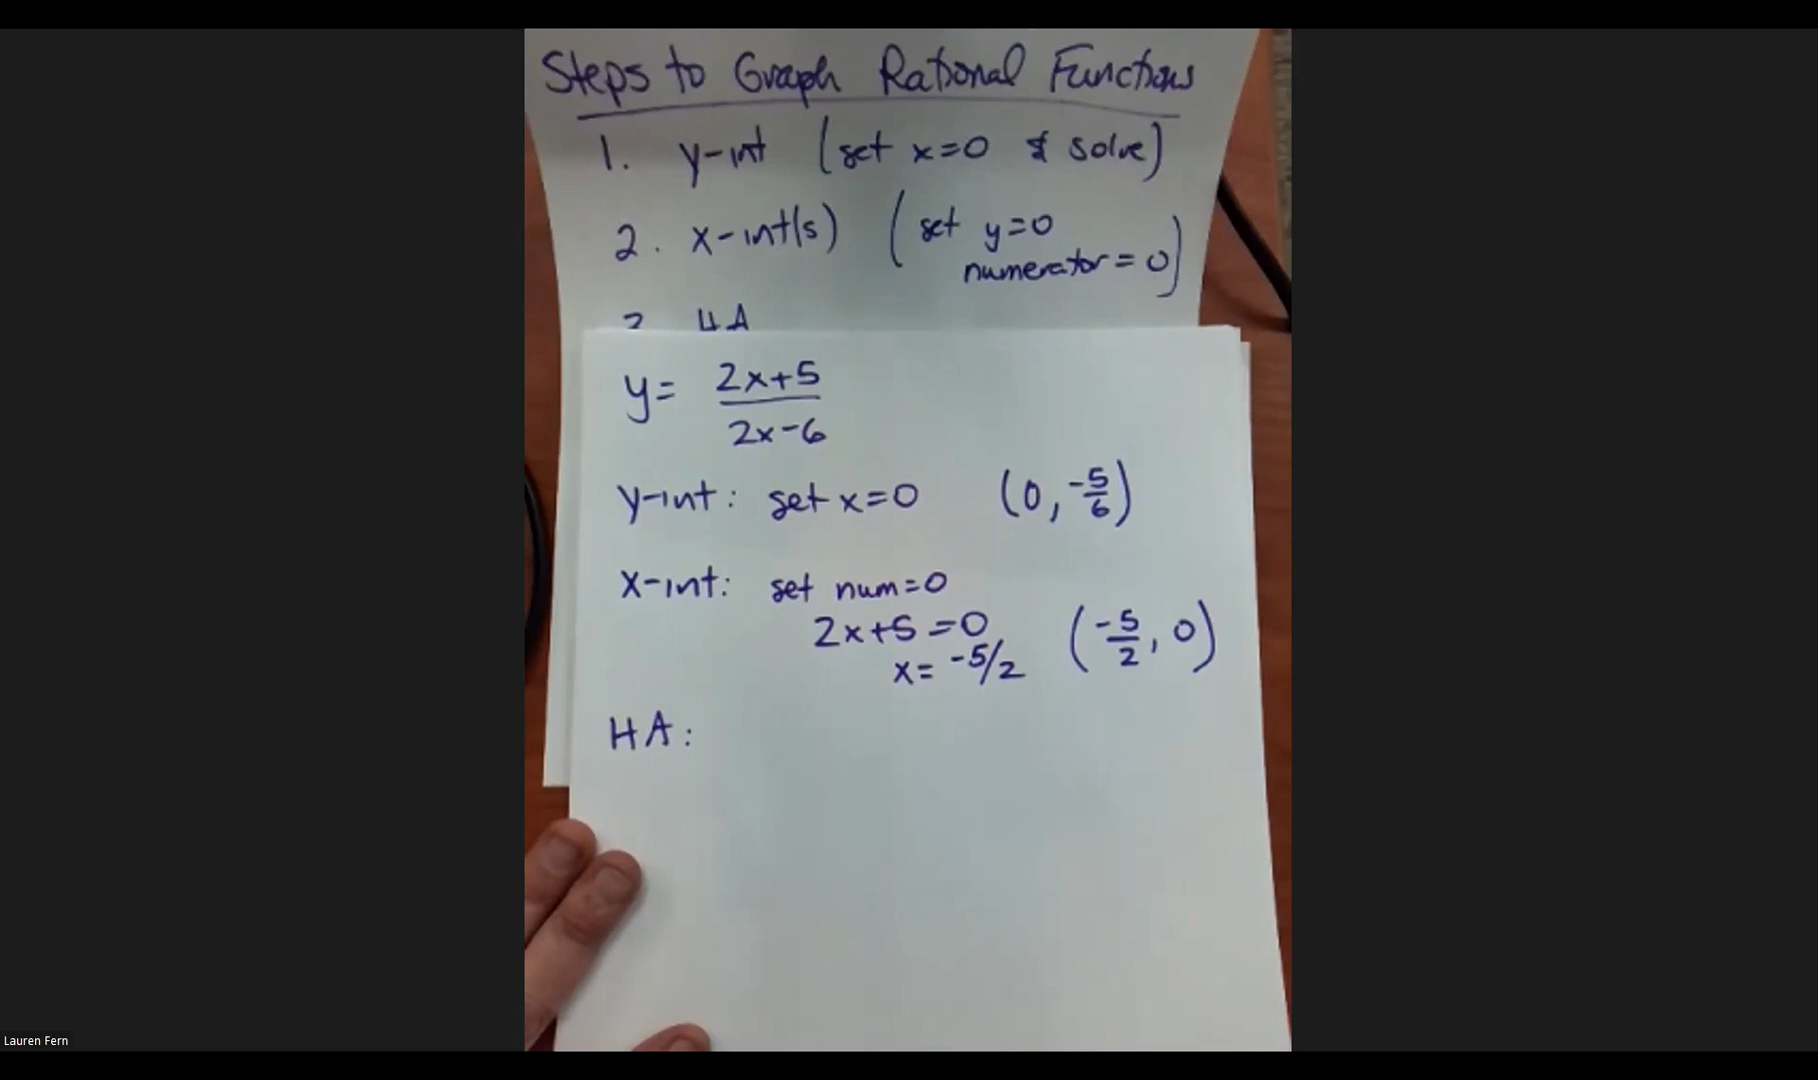 Steps to Graph Rational Functions
1. y-int (set x=0 & solve)
2. x-int(s) (set y=0
numerator = 0)
3. HA
y= 2x+5
2x-6
y-int: set x=0 (0, -5/6)
x-int: set num=0
2x+5=0 (-5/2, 0)
x= -5/2
HA:
Lauren Fern